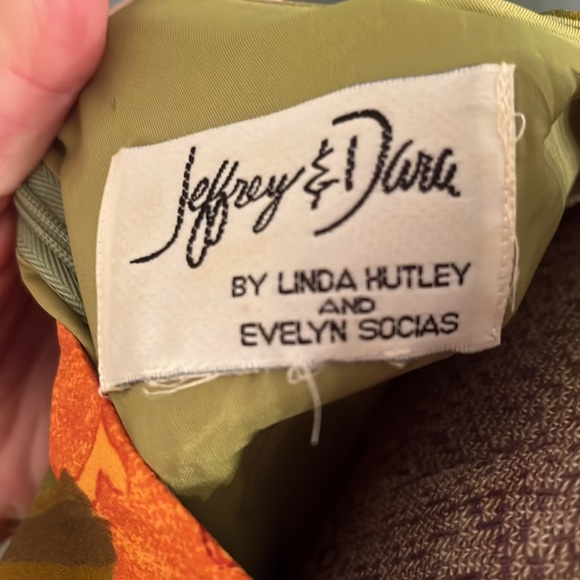 Jeffrey & Dara
BY LINDA HUTLEY
AND
EVELYN SOCIAS